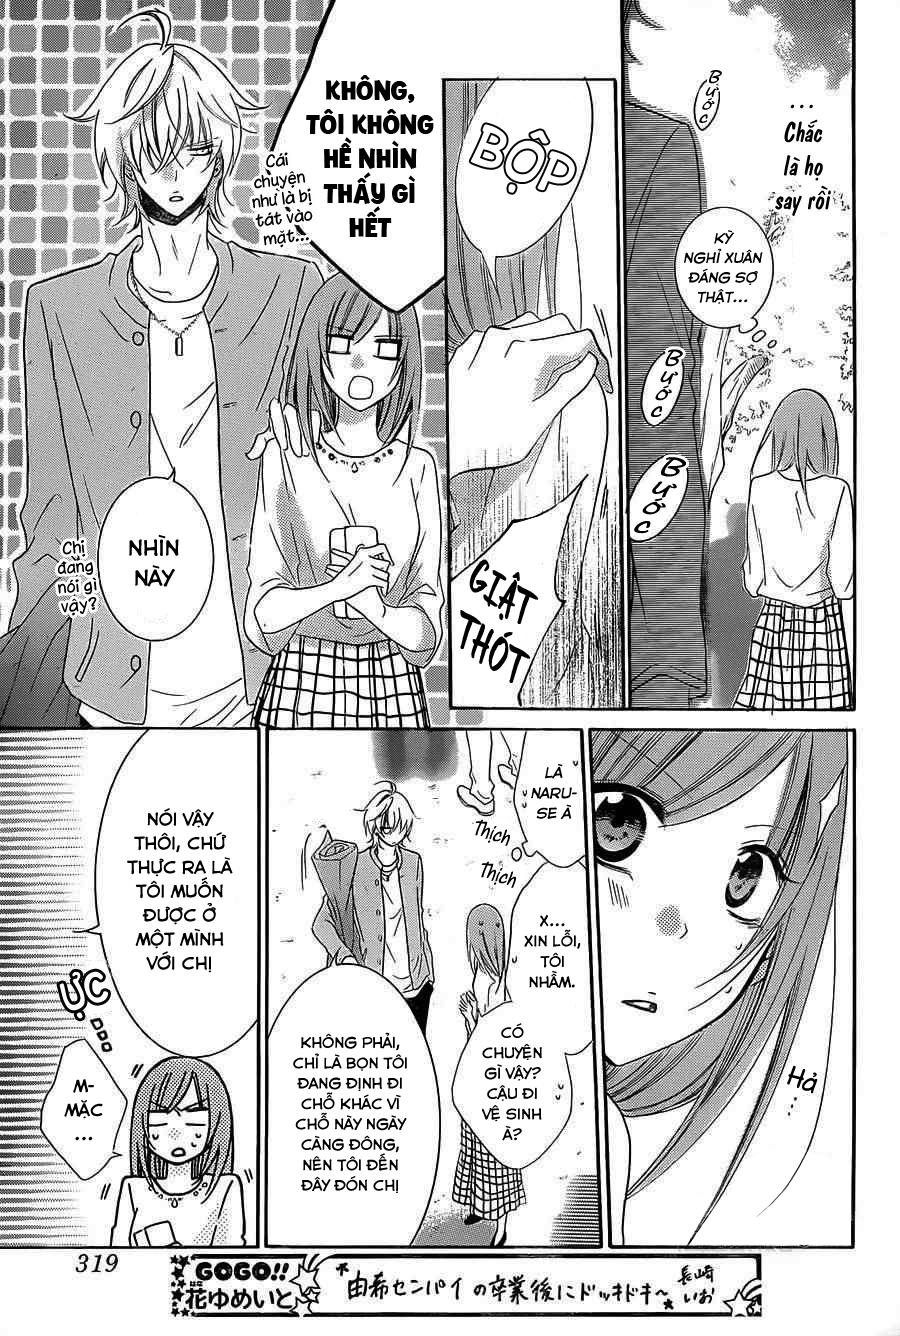 ...
Chắc
là họ
say rồi
Bước
KỲ
NGHỈ XUÂN
ĐÁNG SỢ
THẬT...
Bước
Bước
BỘP
GIẬT
THÓT
KHÔNG,
TÔI KHÔNG
HỀ NHÌN
THẤY GÌ
HẾT
Cái
chuyện
như là bị
tát vào
mặt...
NHÌN
NÀY
Chị
đang
nói gì
vậy?
Hả
...
LÀ
NARU-
SE À
Thịch
Thịch
X...
XIN LỖI,
TÔI
NHẦM.
CÓ
CHUYỆN
GÌ VẬY?
CẬU ĐI
VỆ SINH
À?
KHÔNG PHẢI,
CHỈ LÀ BỌN TÔI
ĐANG ĐỊNH ĐI
CHỖ KHÁC VÌ
CHỖ NÀY NGÀY
CÀNG ĐÔNG,
NÊN TÔI ĐẾN
ĐÂY ĐÓN CHỊ
NÓI VẬY
THÔI, CHỨ
THỰC RA LÀ
TÔI MUỐN
ĐƯỢC Ở
MỘT MÌNH
VỚI CHỊ
ỰC
...
M-
MẶC
...
319
GOGO!!
花ゆめいと
はな
由希センパイの卒業後にドッキドキ〜
長崎
いお